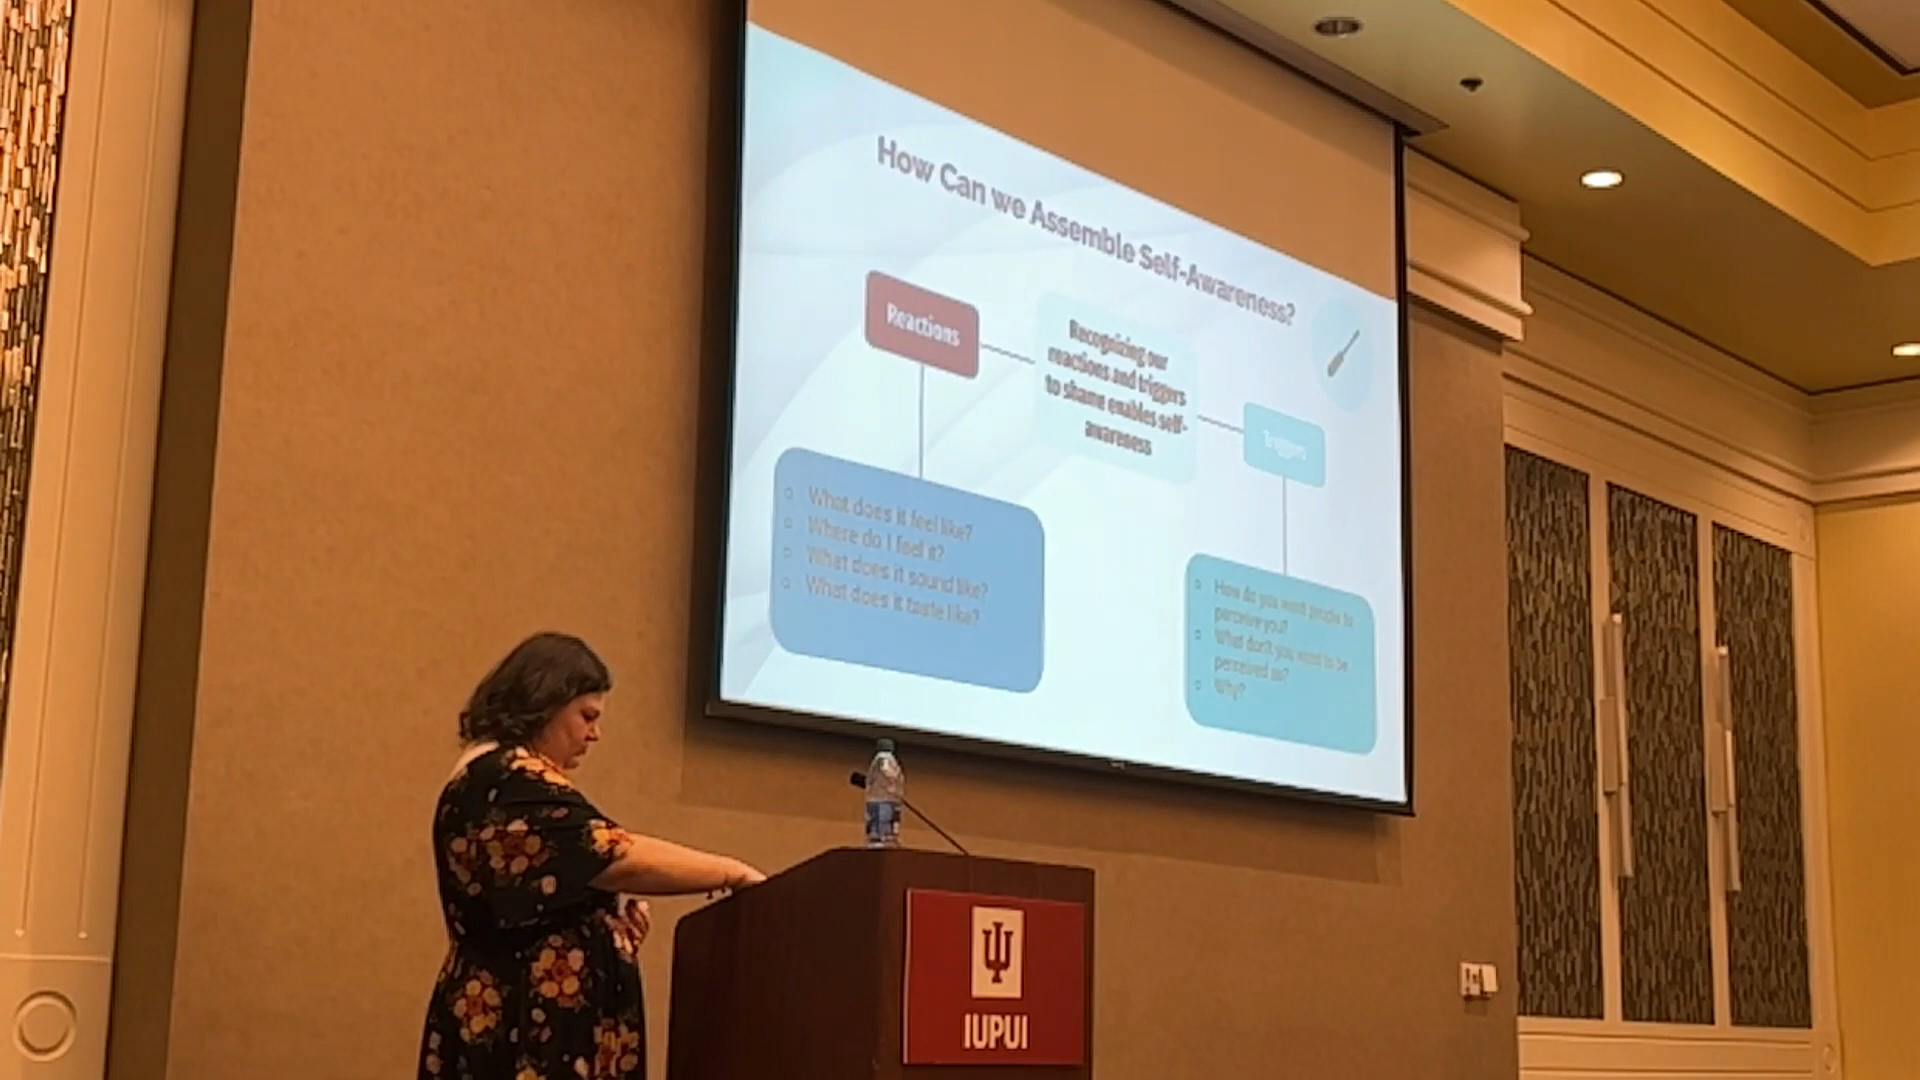 How Can we Assemble Self-Awareness?
Reactions
Recognizing our
reactions and triggers
to shame enables self-
awareness
Triggers
What does it feel like?
Where do I feel it?
What does it sound like?
What does it taste like?
How do you want people to
perceive you?
What don't you want to be
perceived as?
Why?
IUPUI